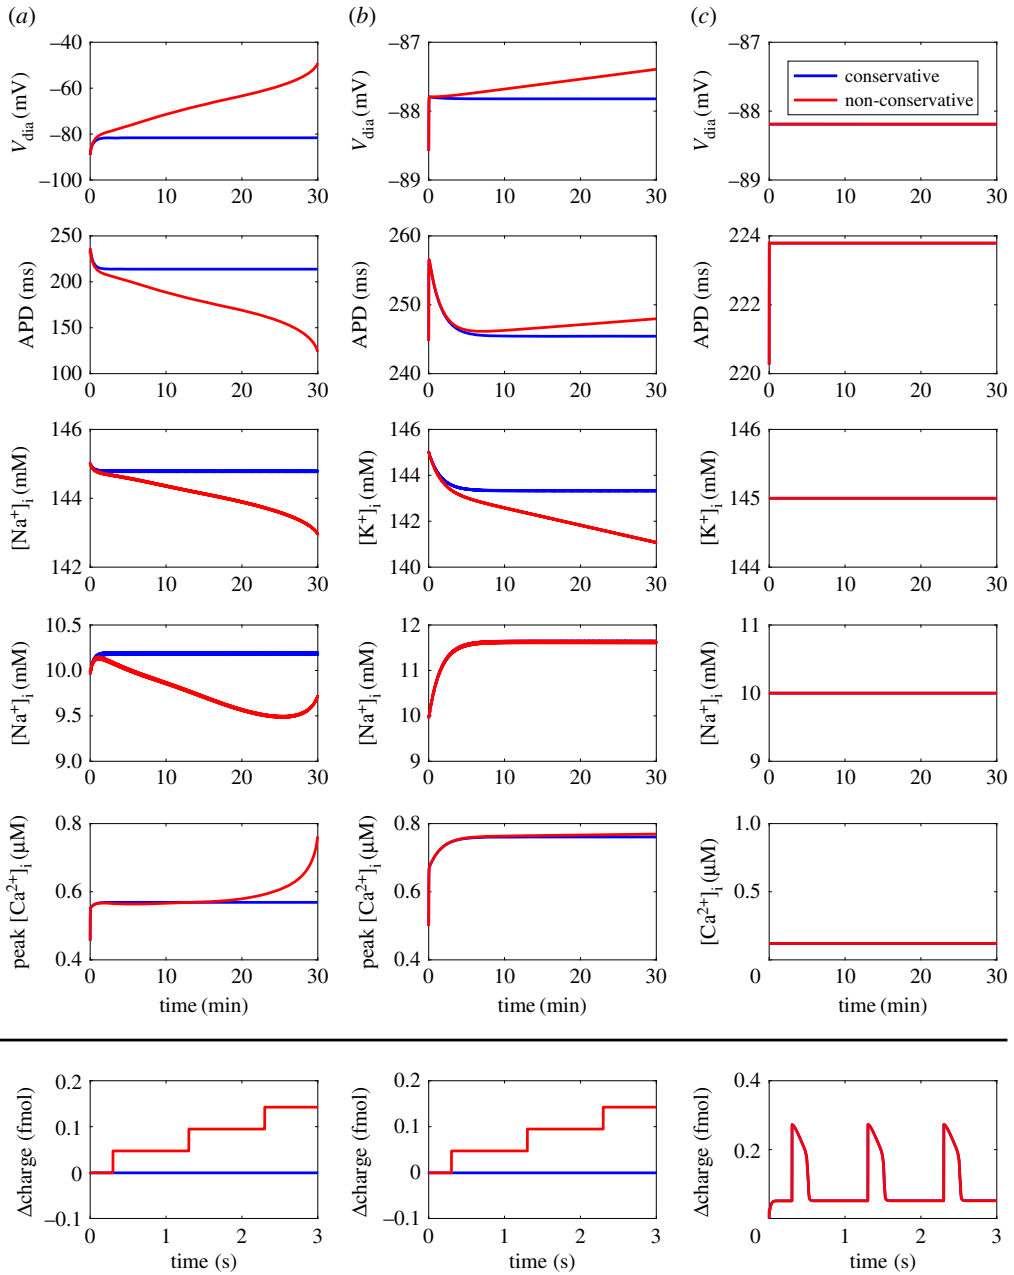 (a) (b) (c)
−40 −87 −87
−60 −80 −100
V_dia (mV)
0 10 20 30
−88 −89
V_dia (mV)
0 10 20 30
conservative
non-conservative
−88 −89
V_dia (mV)
0 10 20 30
250 200 150 100
APD (ms)
0 10 20 30
260 250 240
APD (ms)
0 10 20 30
224 222 220
APD (ms)
0 10 20 30
146 144 142
[Na⁺]ᵢ (mM)
0 10 20 30
146 144 142 140
[K⁺]ᵢ (mM)
0 10 20 30
146 145 144
[K⁺]ᵢ (mM)
0 10 20 30
10.5 10.0 9.5 9.0
[Na⁺]ᵢ (mM)
0 10 20 30
12 11 10 9
[Na⁺]ᵢ (mM)
0 10 20 30
11 10 9
[Na⁺]ᵢ (mM)
0 10 20 30
0.8 0.6 0.4
peak [Ca²⁺]ᵢ (µM)
0 10 20 30
time (min)
0.8 0.6 0.4
peak [Ca²⁺]ᵢ (µM)
0 10 20 30
time (min)
1.0 0.5 0
[Ca²⁺]ᵢ (µM)
0 10 20 30
time (min)
0.2 0.1 0 −0.1
Δcharge (fmol)
0 1 2 3
time (s)
0.2 0.1 0 −0.1
Δcharge (fmol)
0 1 2 3
time (s)
0.4 0.2 0
Δcharge (fmol)
0 1 2 3
time (s)